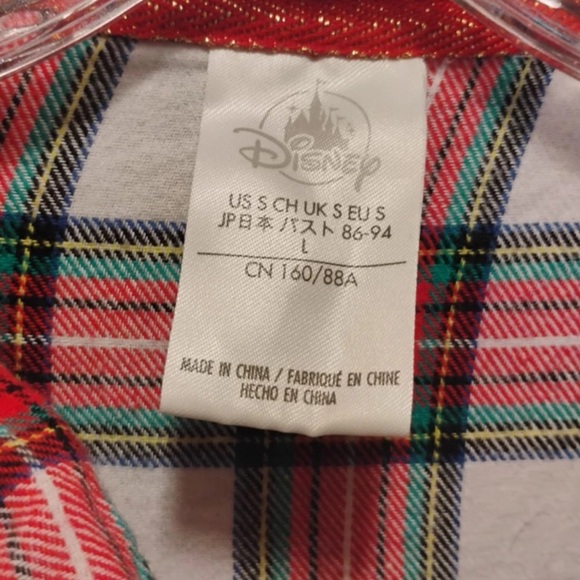 Disney
US S CH UK S EU S
JP日本 バスト 86-94
L
CN 160/88A
MADE IN CHINA / FABRIQUÉ EN CHINE
HECHO EN CHINA